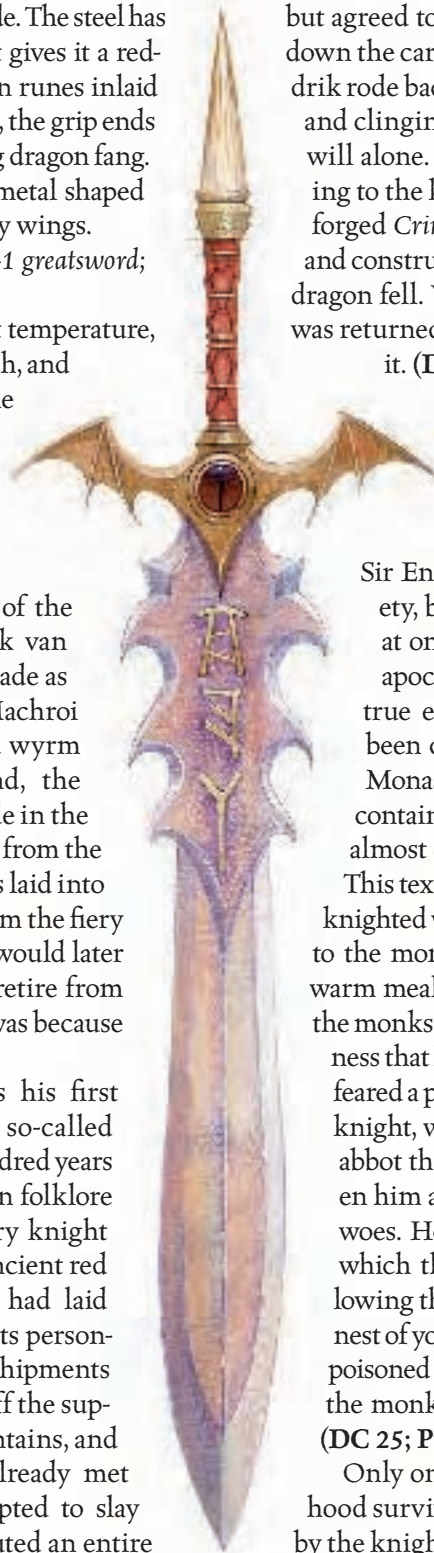 de. The steel has
t gives it a red-
n runes inlaid
, the grip ends
g dragon fang.
metal shaped
y wings.
-1 greatsword;
t temperature,
h, and
e
of the
k van
ade as
Machroi
wyrm
nd, the
de in the
from the
s laid into
m the fiery
would later
retire from
was because
s his first
so-called
dred years
n folklore
ry knight
ncient red
had laid
ts person-
hipments
ff the sup-
ntains, and
lready met
pted to slay
uted an entire
but agreed to
down the car
drik rode bac
and clingin
will alone.
ing to the k
forged Crin
and constru
dragon fell. Y
was returned
it. (D
Sir En
ety, b
at on
apoc
true e
been c
Mona
contain
almost
This tex
knighted w
to the mon
warm meal
the monks
ness that
feared a p
knight, w
abbot th
en him a
woes. He
which th
lowing th
nest of yo
poisoned
the monk
(DC 25; P
Only on
hood surviv
by the knigh